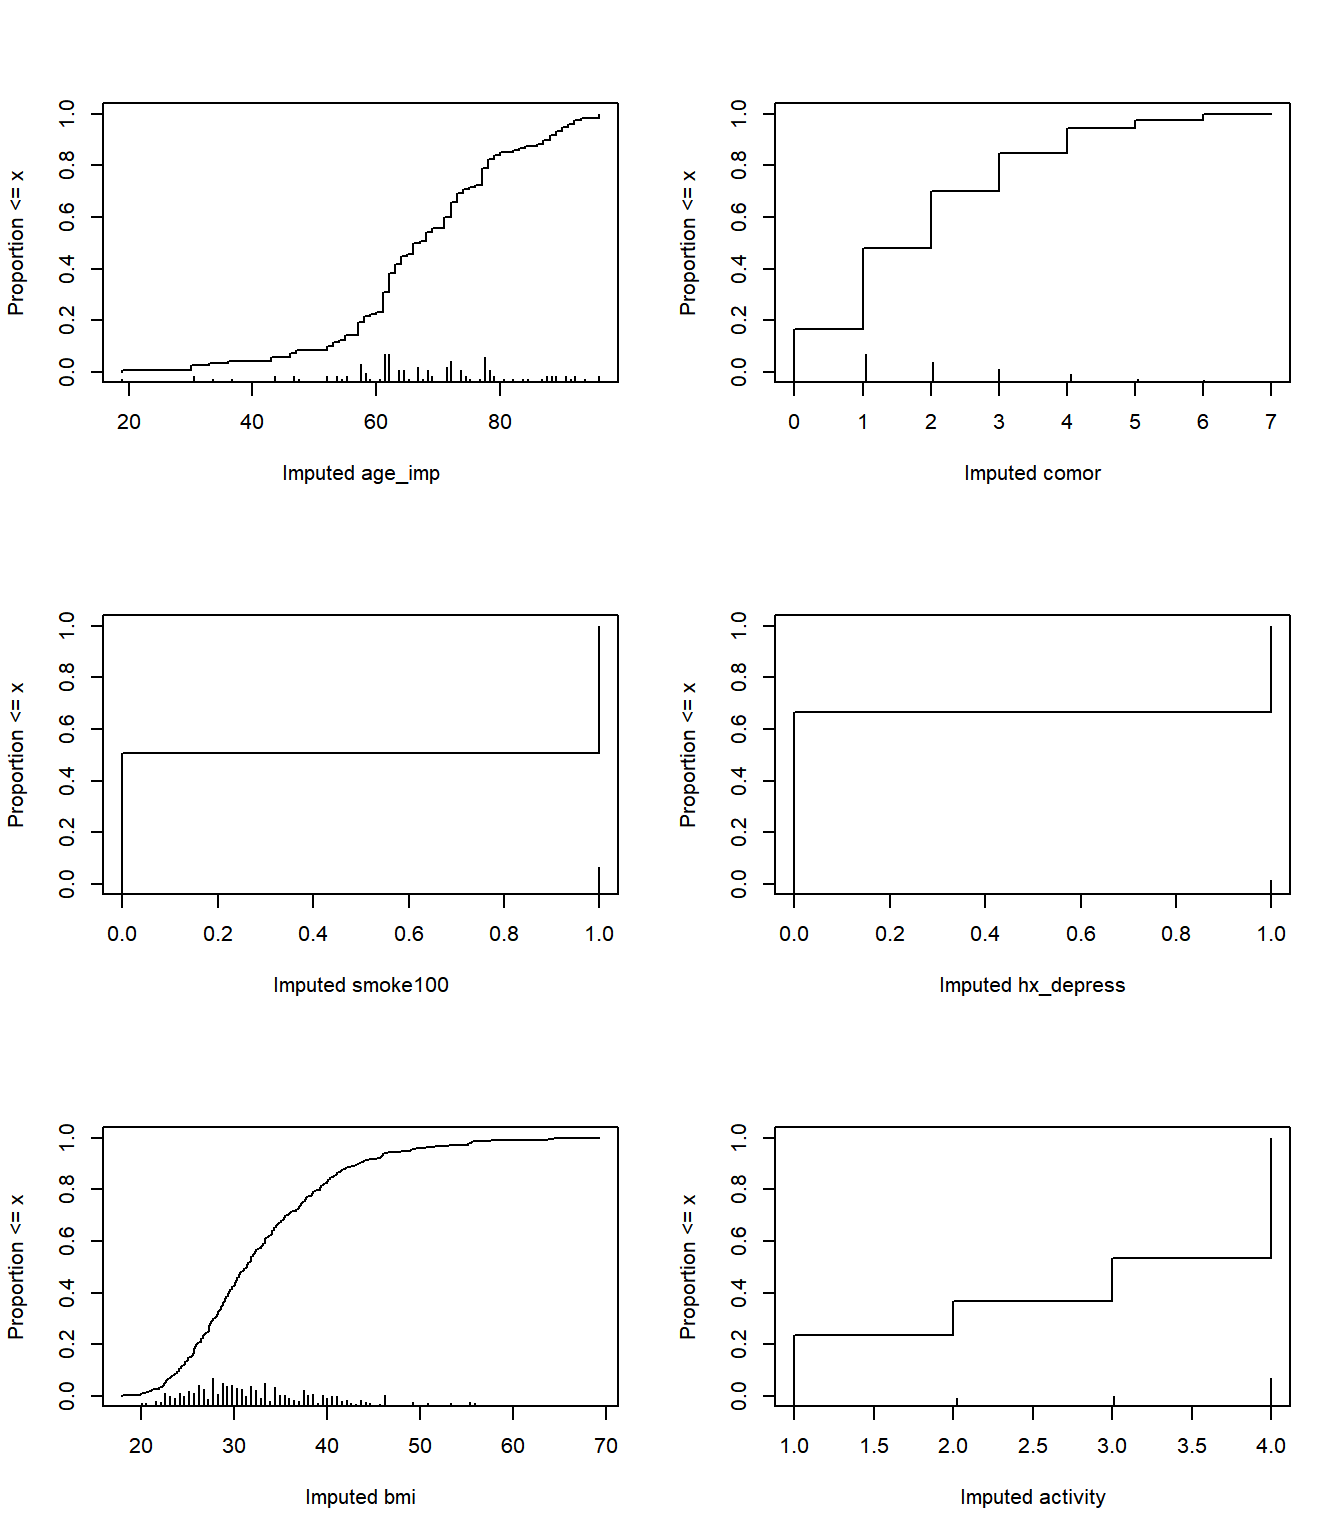 Proportion <= x
0.0 0.2 0.4 0.6 0.8 1.0
20 40 60 80
Imputed age_imp
Proportion <= x
0.0 0.2 0.4 0.6 0.8 1.0
0 1 2 3 4 5 6 7
Imputed comor
Proportion <= x
0.0 0.2 0.4 0.6 0.8 1.0
0.0 0.2 0.4 0.6 0.8 1.0
Imputed smoke100
Proportion <= x
0.0 0.2 0.4 0.6 0.8 1.0
0.0 0.2 0.4 0.6 0.8 1.0
Imputed hx_depress
Proportion <= x
0.0 0.2 0.4 0.6 0.8 1.0
20 30 40 50 60 70
Imputed bmi
Proportion <= x
0.0 0.2 0.4 0.6 0.8 1.0
1.0 1.5 2.0 2.5 3.0 3.5 4.0
Imputed activity